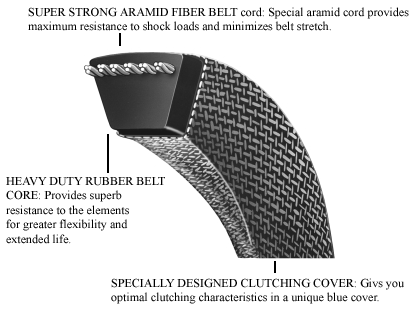 SUPER STRONG ARAMID FIBER BELT cord: Special aramid cord provides
maximum resistance to shock loads and minimizes belt stretch.
HEAVY DUTY RUBBER BELT
CORE: Provides superb
resistance to the elements
for greater flexibility and
extended life.
SPECIALLY DESIGNED CLUTCHING COVER: Givs you
optimal clutching characteristics in a unique blue cover.